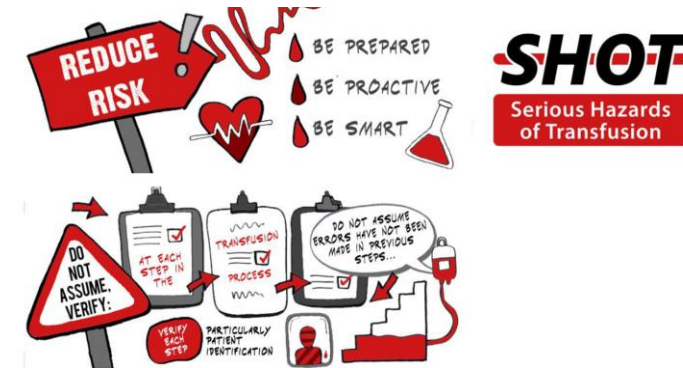 REDUCE
RISK
BE PREPARED
BE PROACTIVE
BE SMART
SHOT
Serious Hazards
of Transfusion
DO
NOT
ASSUME,
VERIFY:
AT EACH
STEP IN
THE
TRANSFUSION
PROCESS
DO NOT ASSUME
ERRORS HAVE NOT BEEN
MADE IN PREVIOUS
STEPS...
VERIFY
EACH
STEP
PARTICULARLY
PATIENT
IDENTIFICATION